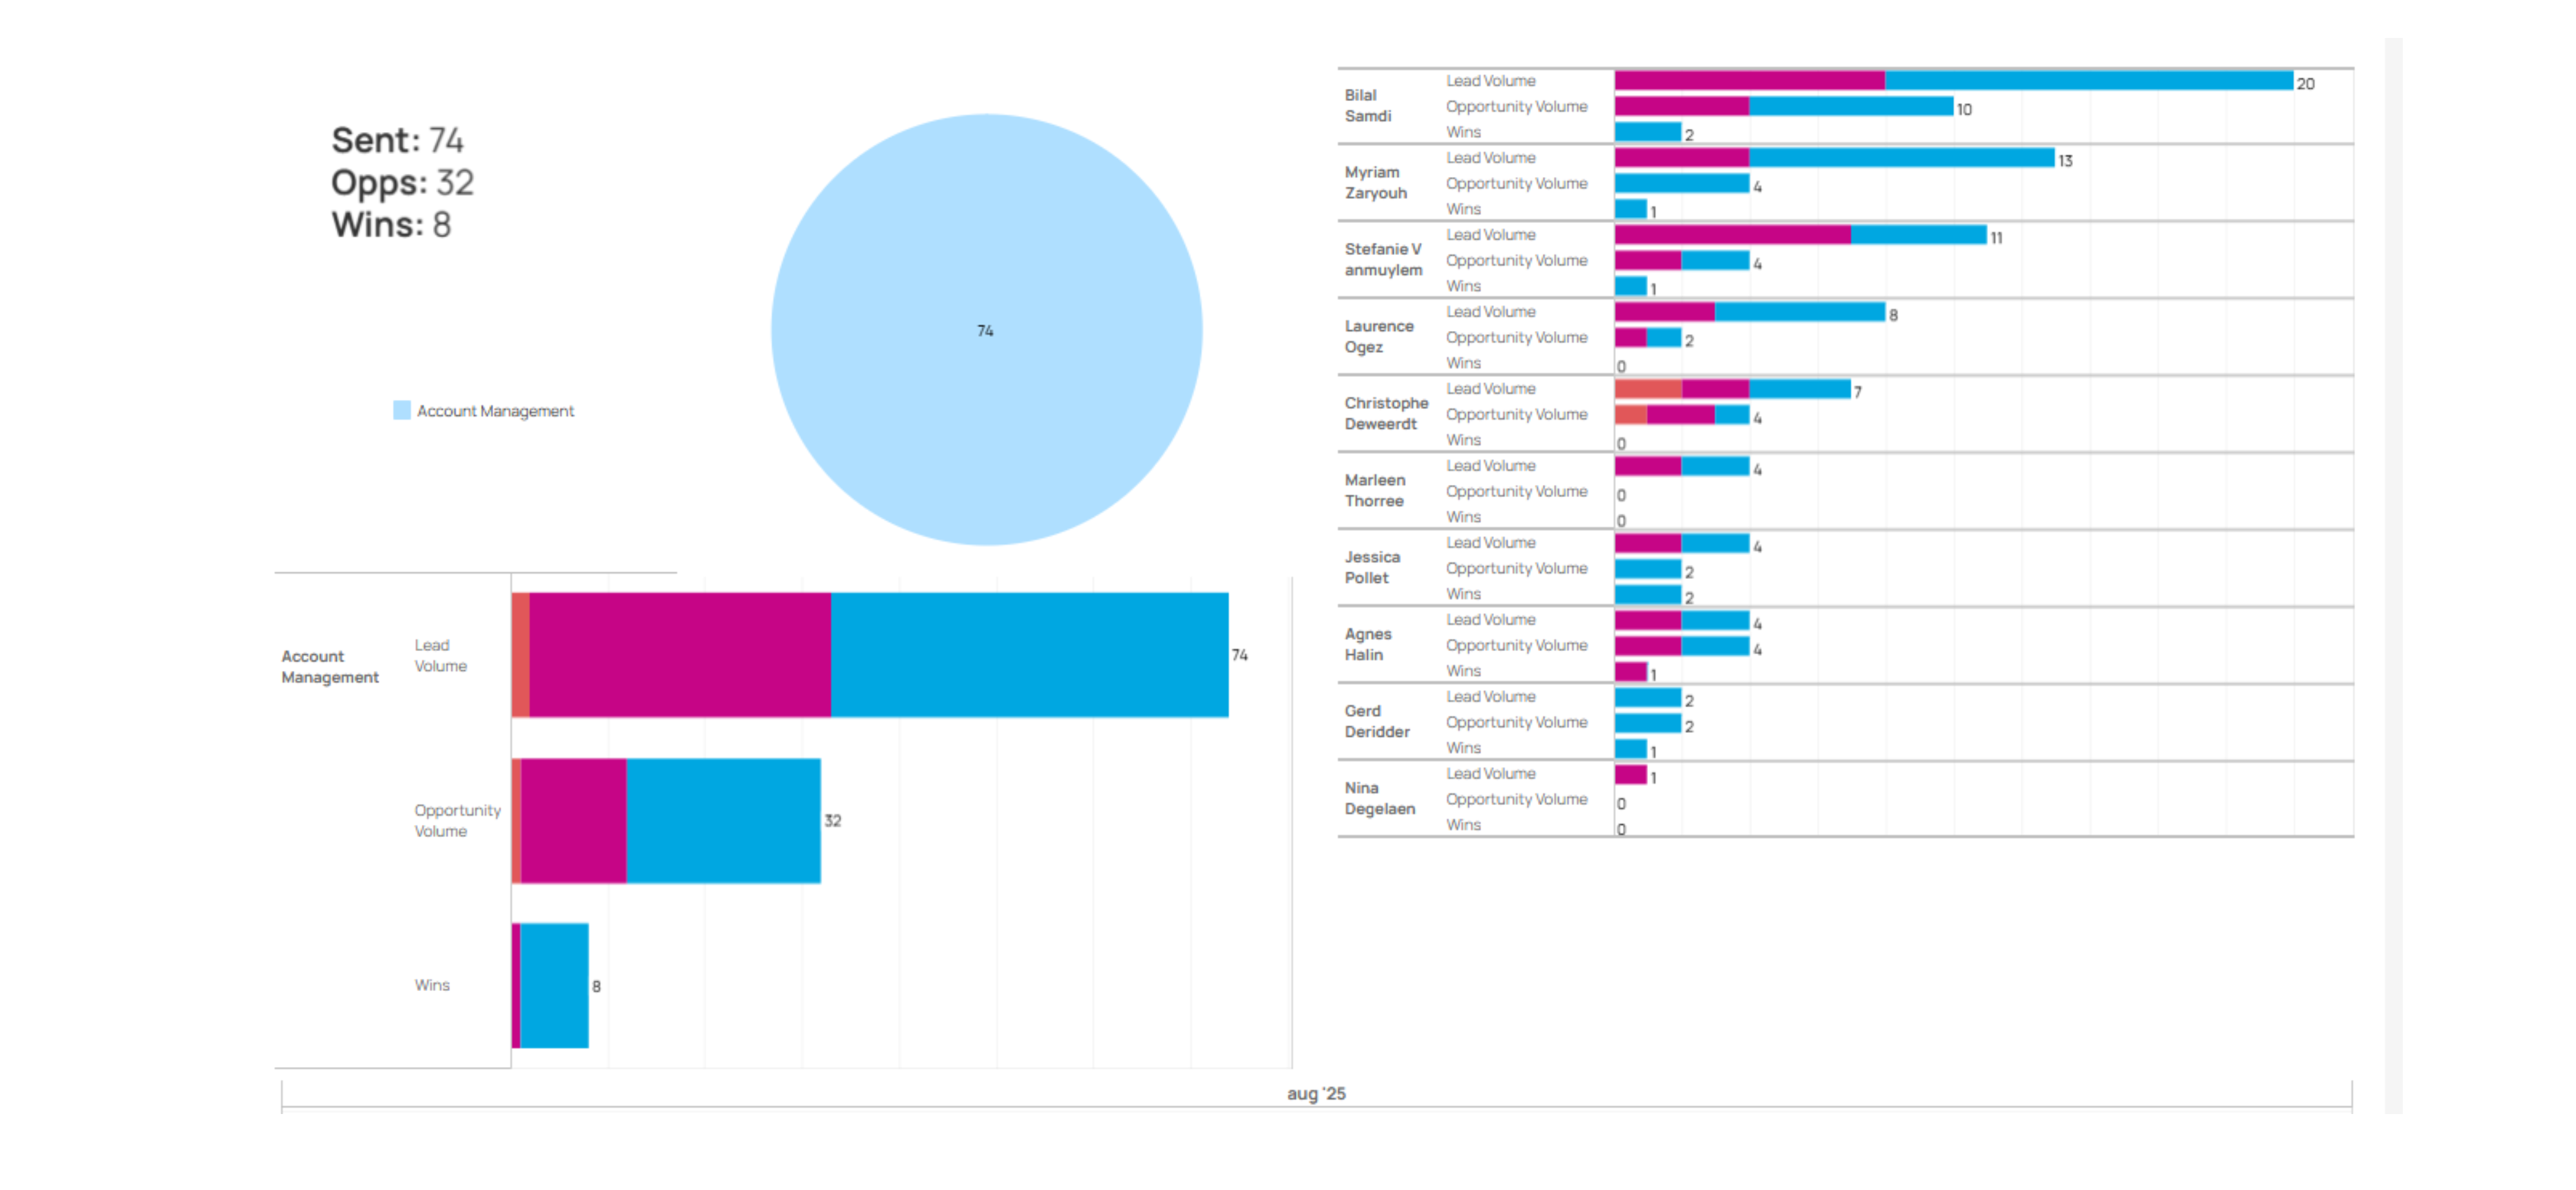 Sent: 74
Opps: 32
Wins: 8
74
Account Management
Account
Management
Lead
Volume
74
Opportunity
Volume
32
Wins
8
Bilal
Samdi
Lead Volume
20
Opportunity Volume
10
Wins
2
Myriam
Zaryouh
Lead Volume
13
Opportunity Volume
4
Wins
1
Stefanie V
anmuylem
Lead Volume
11
Opportunity Volume
4
Wins
1
Laurence
Ogez
Lead Volume
8
Opportunity Volume
2
Wins
0
Christophe
Deweerdt
Lead Volume
7
Opportunity Volume
4
Wins
0
Marleen
Thorree
Lead Volume
4
Opportunity Volume
0
Wins
0
Jessica
Pollet
Lead Volume
4
Opportunity Volume
2
Wins
2
Agnes
Halin
Lead Volume
4
Opportunity Volume
4
Wins
1
Gerd
Deridder
Lead Volume
2
Opportunity Volume
2
Wins
1
Nina
Degelaen
Lead Volume
1
Opportunity Volume
0
Wins
0
aug '25